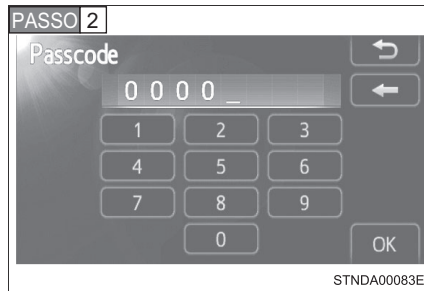 PASSO 2
Passcode
0 0 0 0 _
1 2 3
4 5 6
7 8 9
0
OK
STNDA00083E